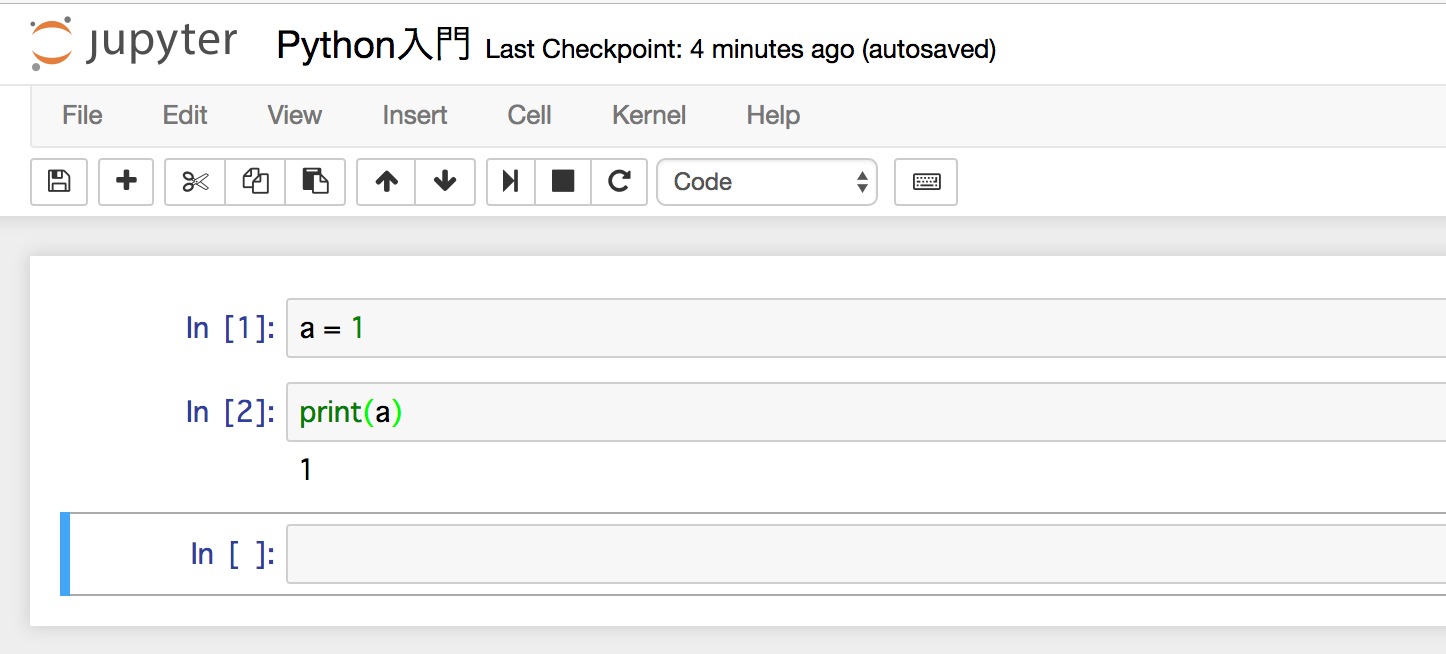 jupyter Python入門 Last Checkpoint: 4 minutes ago (autosaved)
File Edit View Insert Cell Kernel Help
Code
In [1]: a = 1
In [2]: print(a)
1
In [ ]: